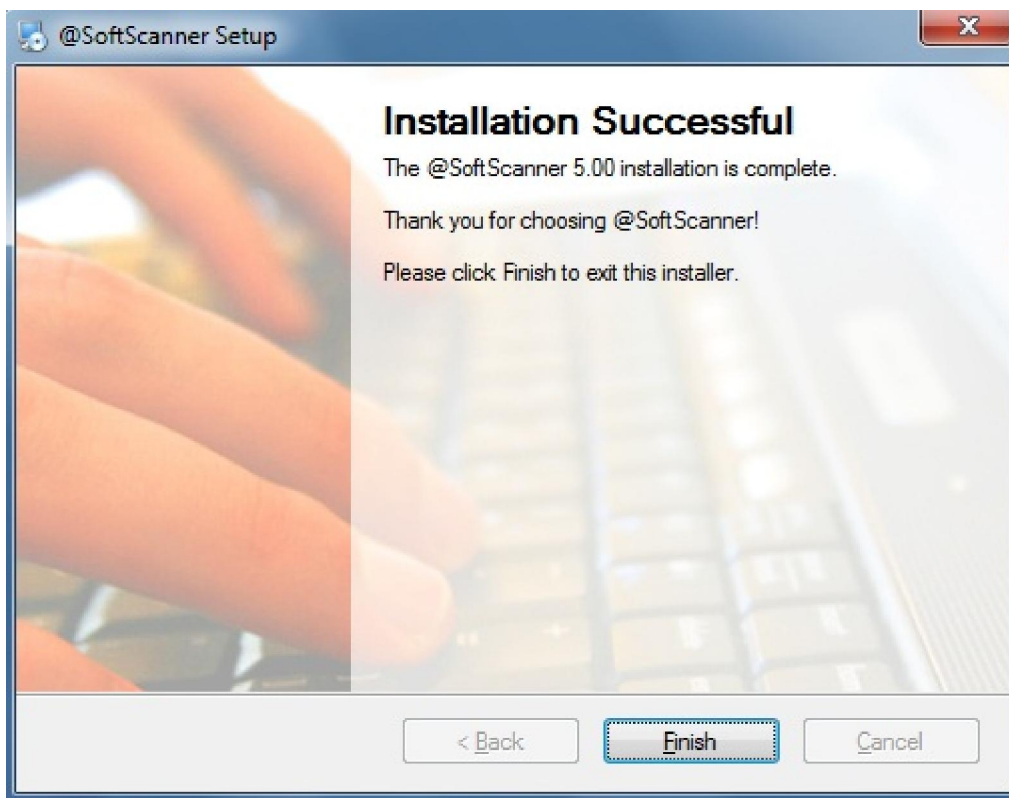 @SoftScanner Setup
Installation Successful
The @SoftScanner 5.00 installation is complete.
Thank you for choosing @SoftScanner!
Please click Finish to exit this installer.
< Back
Finish
Cancel